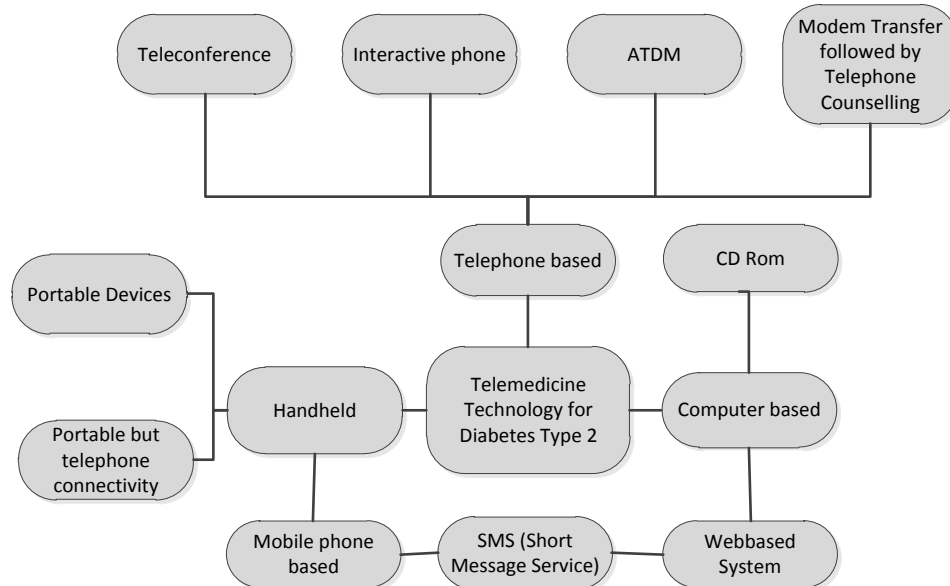 Teleconference
Interactive phone
ATDM
Modem Transfer
followed by
Telephone
Counselling
Telephone based
CD Rom
Portable Devices
Handheld
Telemedicine
Technology for
Diabetes Type 2
Computer based
Portable but
telephone
connectivity
Mobile phone
based
SMS (Short
Message Service)
Webbased
System